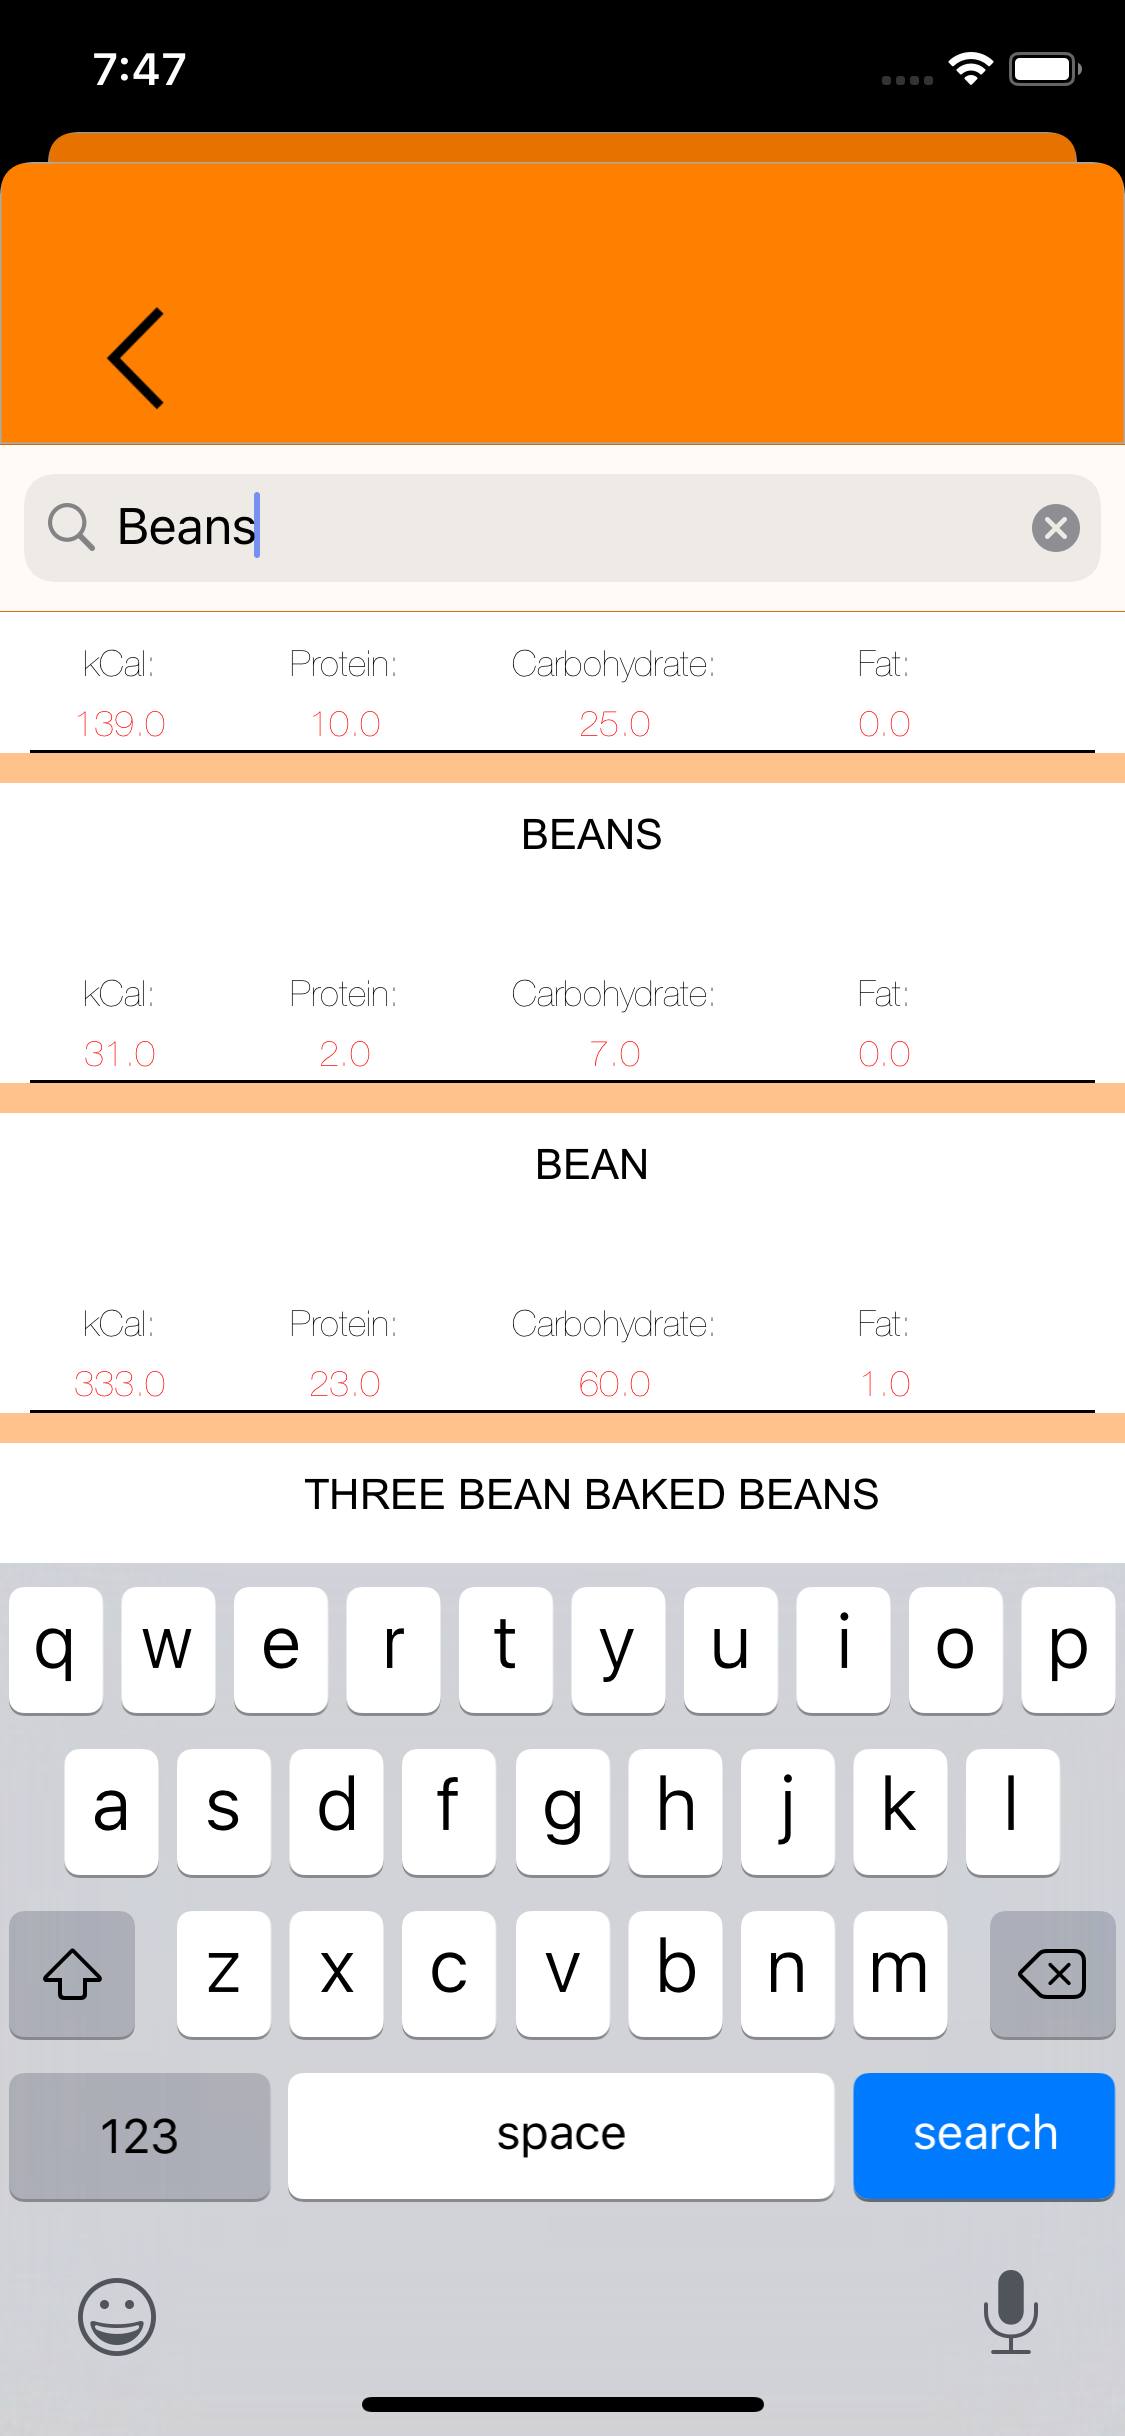 7:47
Beans
kCal: Protein: Carbohydrate: Fat:
139.0 10.0 25.0 0.0
BEANS
kCal: Protein: Carbohydrate: Fat:
31.0 2.0 7.0 0.0
BEAN
kCal: Protein: Carbohydrate: Fat:
333.0 23.0 60.0 1.0
THREE BEAN BAKED BEANS
q w e r t y u i o p
a s d f g h j k l
z x c v b n m
123 space search